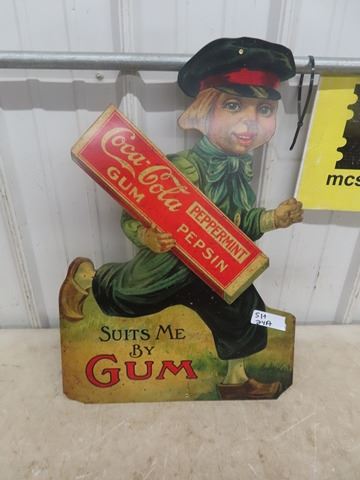 Coca-Cola
GUM
PEPPERMINT
PEPSIN
SUITS ME
BY
GUM
mcs